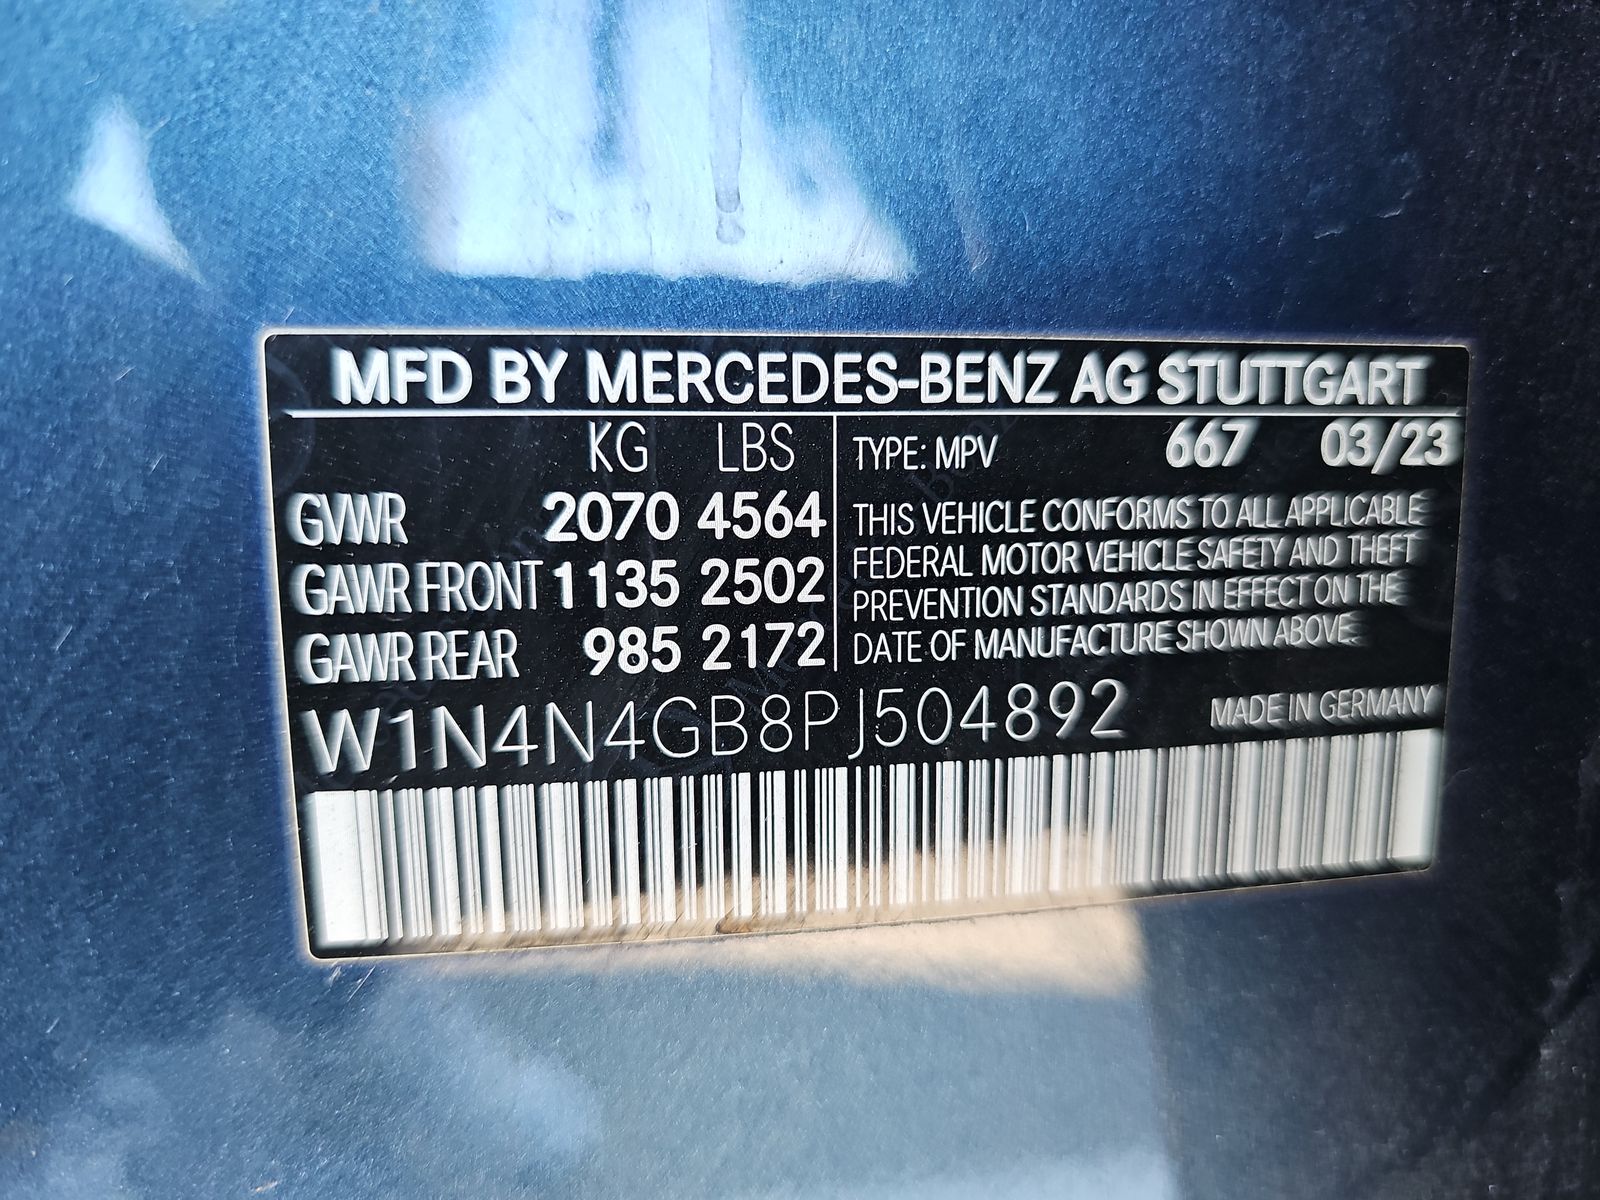 MFD BY MERCEDES-BENZ AG STUTTGART
KG LBS
GVWR 2070 4564
GAWR FRONT 1135 2502
GAWR REAR 985 2172
TYPE: MPV 667 03/23
THIS VEHICLE CONFORMS TO ALL APPLICABLE
FEDERAL MOTOR VEHICLE SAFETY AND THEFT
PREVENTION STANDARDS IN EFFECT ON THE
DATE OF MANUFACTURE SHOWN ABOVE.
W1N4N4GB8PJ504892 MADE IN GERMANY